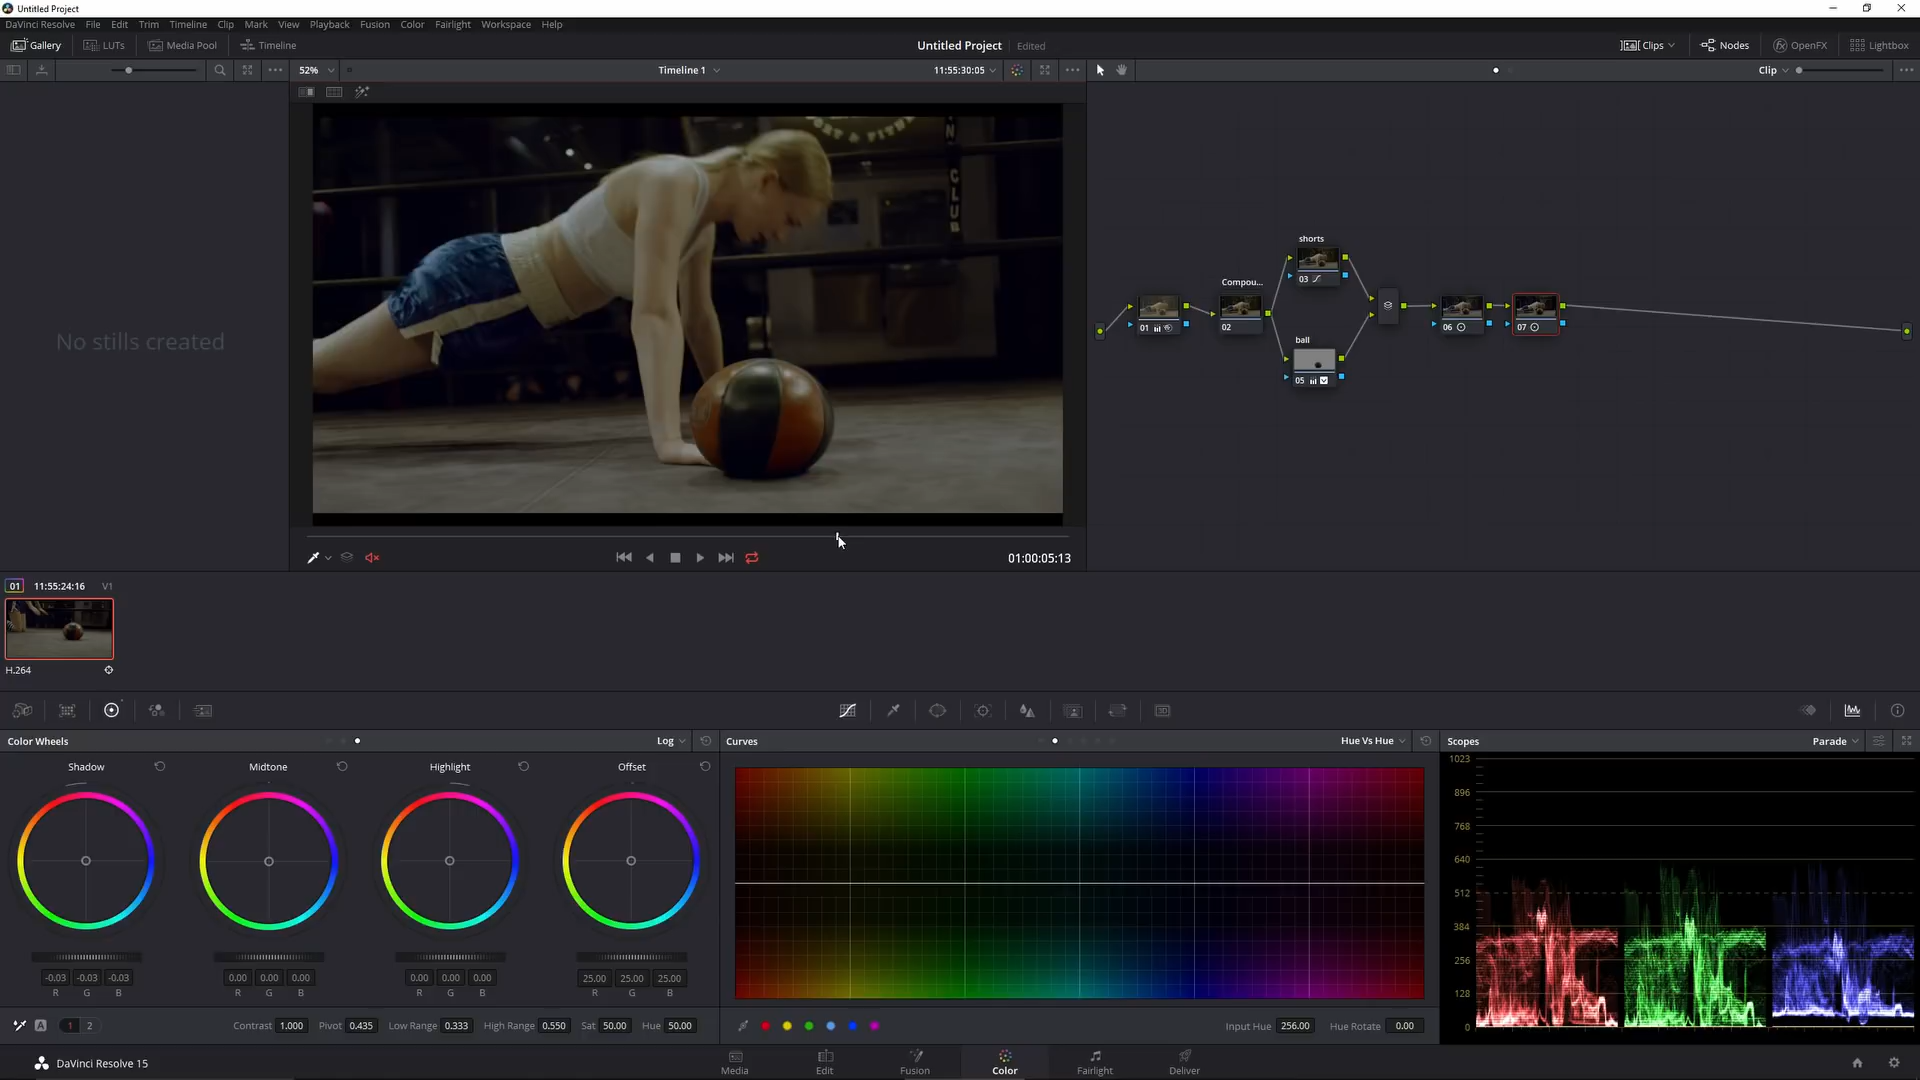 Untitled Project
DaVinci Resolve File Edit Trim Timeline Clip Mark View Playback Fusion Color Fairlight Workspace Help
Gallery LUTs Media Pool Timeline Untitled Project Edited Clips Nodes OpenFX Lightbox
52% Timeline 1 11:55:30:05 Clip
CLUB
shorts
03
Compou...
No stills created
01 02 06 07
ball
05
01:00:05:13
01 11:55:24:16 V1
H.264
Color Wheels Log Curves Hue Vs Hue Scopes Parade
Shadow Midtone Highlight Offset
1023
896
768
640
512
384
256
128
0
-0.03 -0.03 -0.03 0.00 0.00 0.00 0.00 0.00 0.00 25.00 25.00 25.00
R G B R G B R G B R G B
A 1 2 Contrast 1.000 Pivot 0.435 Low Range 0.333 High Range 0.550 Sat 50.00 Hue 50.00 Input Hue 256.00 Hue Rotate 0.00
DaVinci Resolve 15 Media Edit Fusion Color Fairlight Deliver